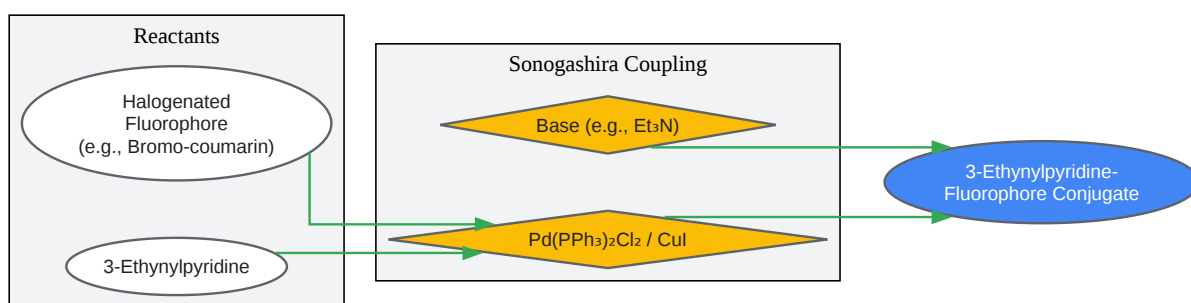 Reactants
Halogenated
Fluorophore
(e.g., Bromo-coumarin)
3-Ethynylpyridine
Sonogashira Coupling
Base (e.g., Et₃N)
Pd(PPh₃)₂Cl₂ / CuI
3-Ethynylpyridine-
Fluorophore Conjugate